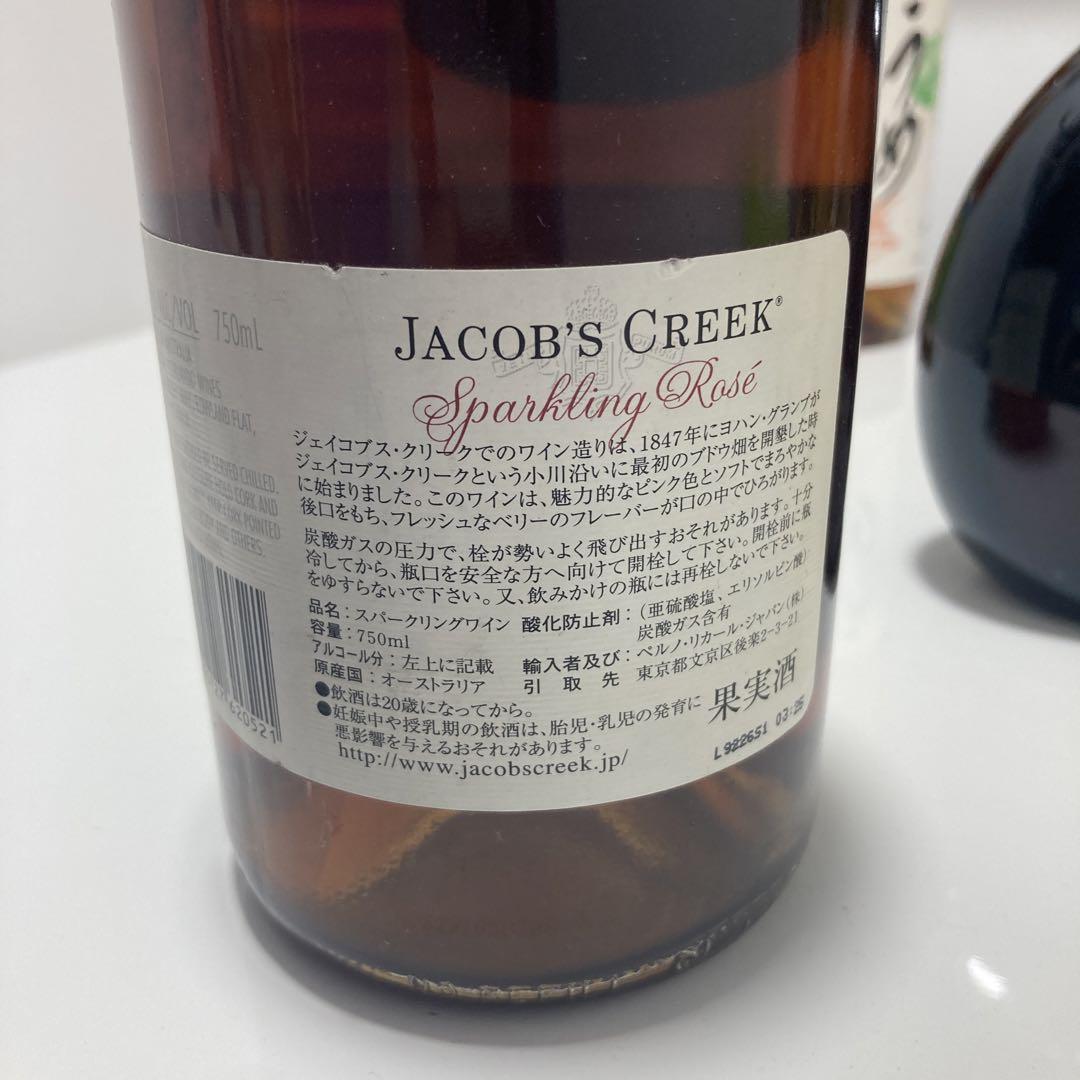 /VOL 750mL
WINES
ROWLAND FLAT,
SERVED CHILLED.
CORK AND
CORK POINTED
AND OTHERS
620521
JACOB'S CREEK®
Sparkling Rosé
ジェイコブス・クリークでのワイン造りは、1847年にヨハン・グランプが
ジェイコブス・クリークという小川沿いに最初のブドウ畑を開墾した時
に始まりました。このワインは、魅力的なピンク色とソフトでまろやかな
後口をもち、フレッシュなベリーのフレーバーが口の中でひろがります。
炭酸ガスの圧力で、栓が勢いよく飛び出すおそれがあります。十分
冷してから、瓶口を安全な方へ向けて開栓して下さい。開栓前に瓶
をゆすらないで下さい。又、飲みかけの瓶には再栓しないで下さい。
品名：スパークリングワイン 酸化防止剤：（亜硫酸塩、エリソルビン酸）
容量：750ml 炭酸ガス含有
アルコール分：左上に記載 輸入者及び：ペルノ・リカール・ジャパン（株）
原産国：オーストラリア 引取先 東京都文京区後楽2-3-21
●飲酒は20歳になってから。
●妊娠中や授乳期の飲酒は、胎児・乳児の発育に
悪影響を与えるおそれがあります。
果実酒
http://www.jacobscreek.jp/
L922651 03:25